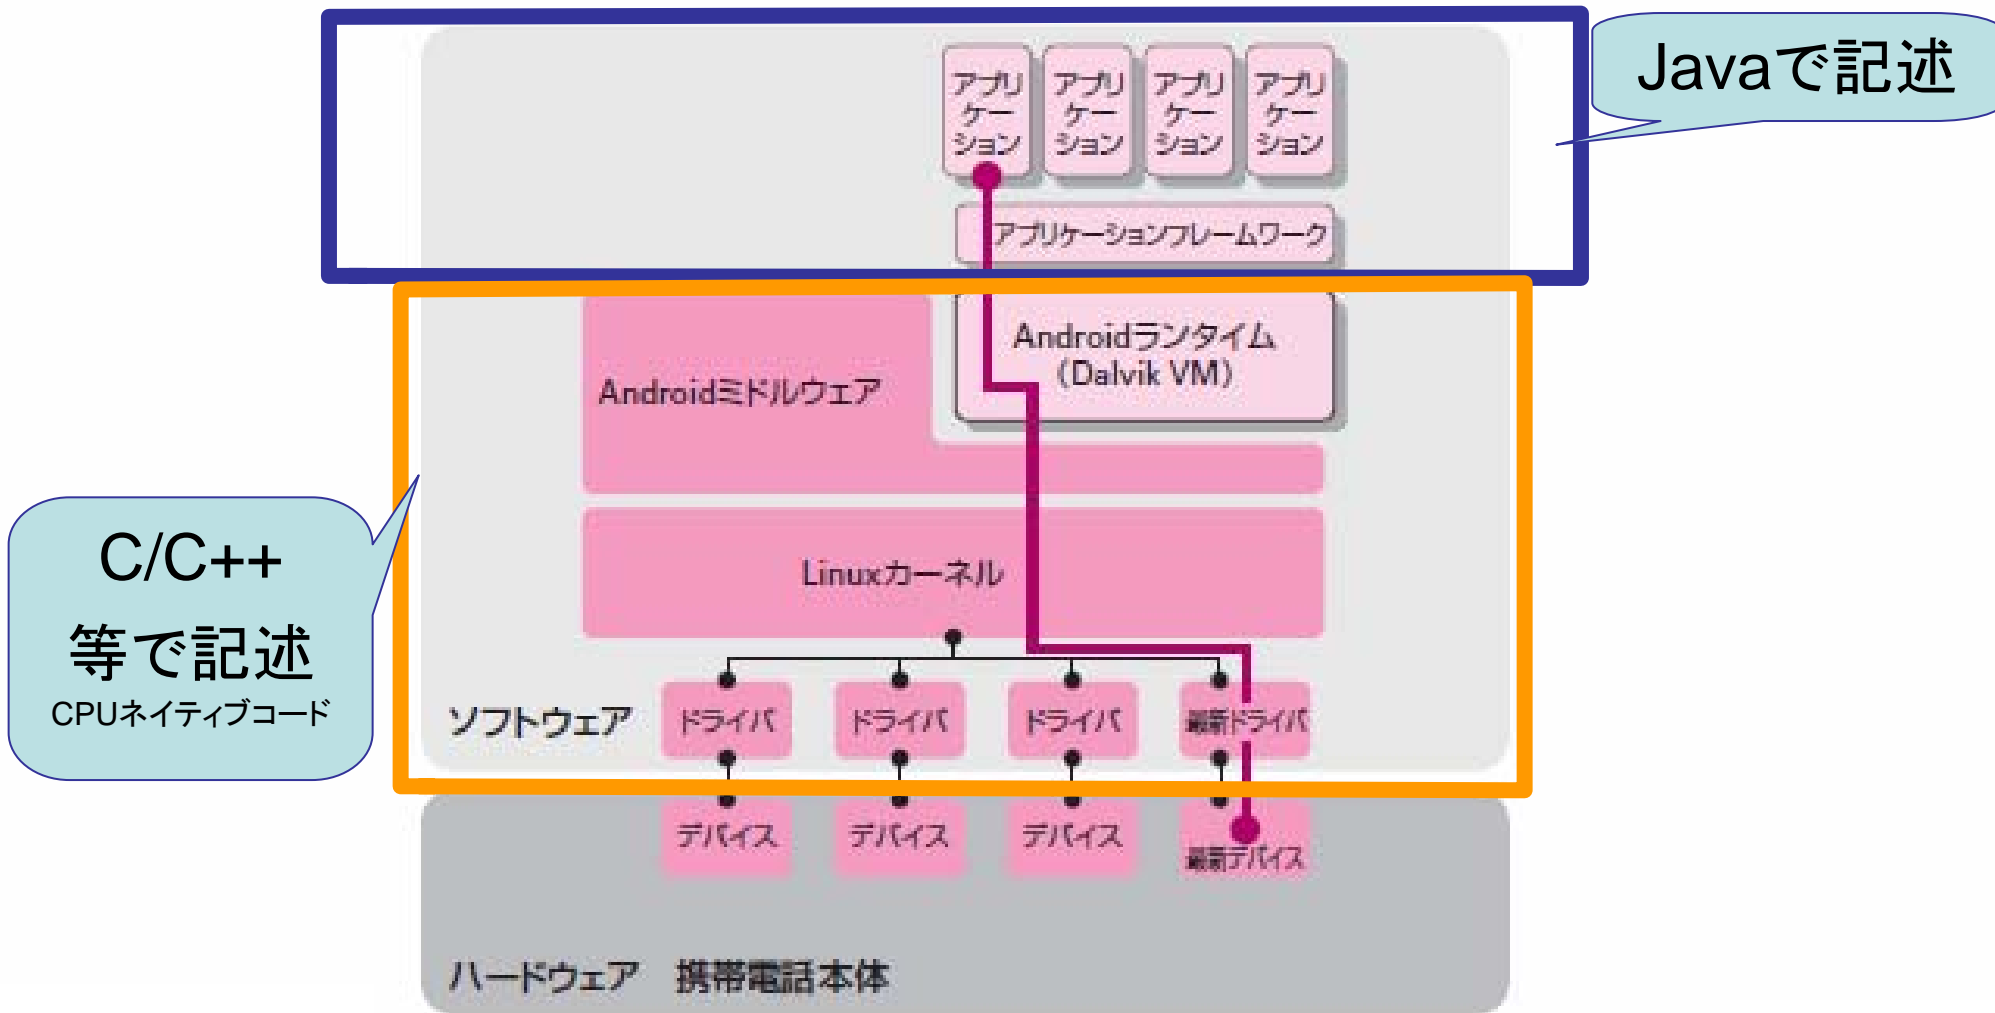 Javaで記述
アプリ
ケー
ション
アプリ
ケー
ション
アプリ
ケー
ション
アプリ
ケー
ション
アプリケーションフレームワーク
Androidランタイム
(Dalvik VM)
Androidミドルウェア
C/C++
等で記述
CPUネイティブコード
Linuxカーネル
ソフトウェア
ドライバ
ドライバ
ドライバ
最新ドライバ
デバイス
デバイス
デバイス
最新デバイス
ハードウェア 携帯電話本体